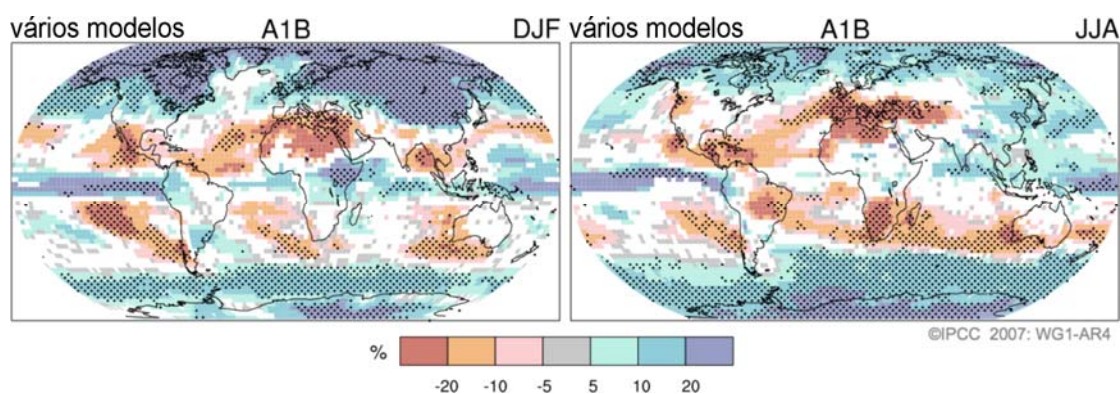 vários modelos A1B DJF
vários modelos A1B JJA
©IPCC 2007: WG1-AR4
%
-20 -10 -5 5 10 20